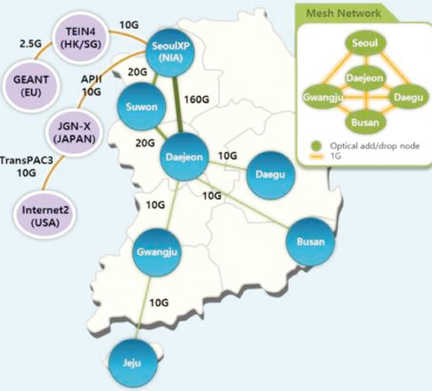 TEIN4
(HK/SG)
10G
SeoulXP
(NIA)
2.5G
GEANT
(EU)
APII
10G
20G
Suwon
160G
JGN-X
(JAPAN)
20G
Daejeon
10G
Daegu
TransPAC3
10G
Internet2
(USA)
10G
10G
Busan
Gwangju
10G
Jeju
Mesh Network
Seoul
Daejeon
Gwangju
Daegu
Busan
Optical add/drop node
1G